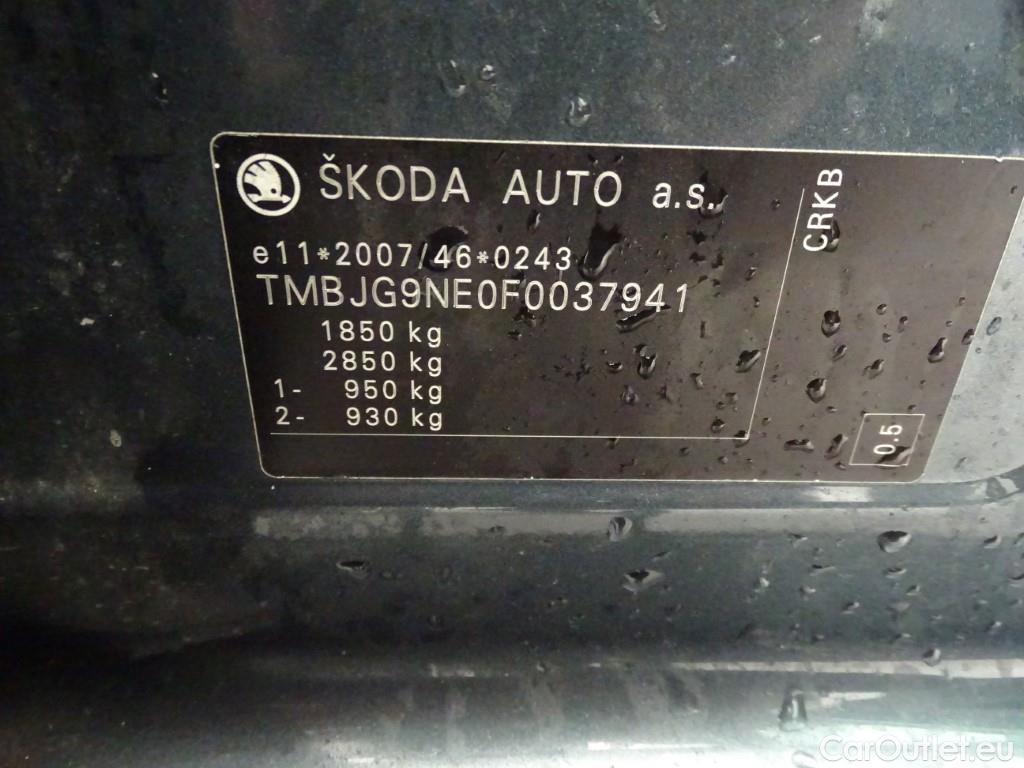 ŠKODA AUTO a.s.
e11*2007/46*0243
TMBJG9NE0F0037941
1850 kg
2850 kg
1- 950 kg
2- 930 kg
CRKB
0.5
CarOutlet.eu